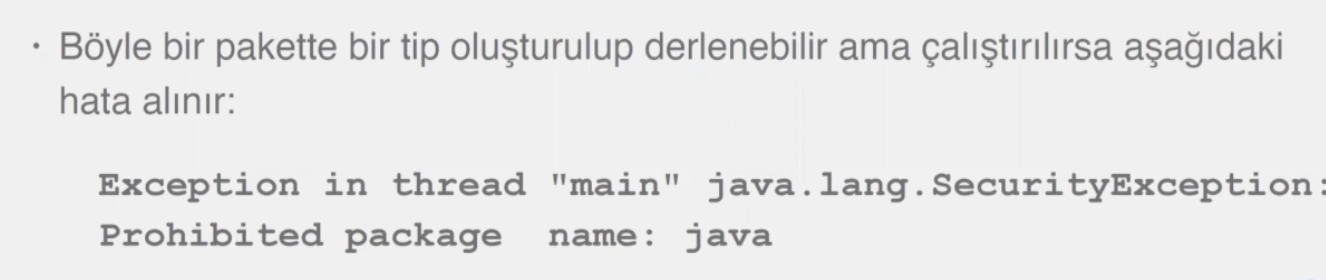 • Böyle bir pakette bir tip oluşturulup derlenebilir ama çalıştırılırsa aşağıdaki
hata alınır:
Exception in thread "main" java.lang.SecurityException:
Prohibited package name: java